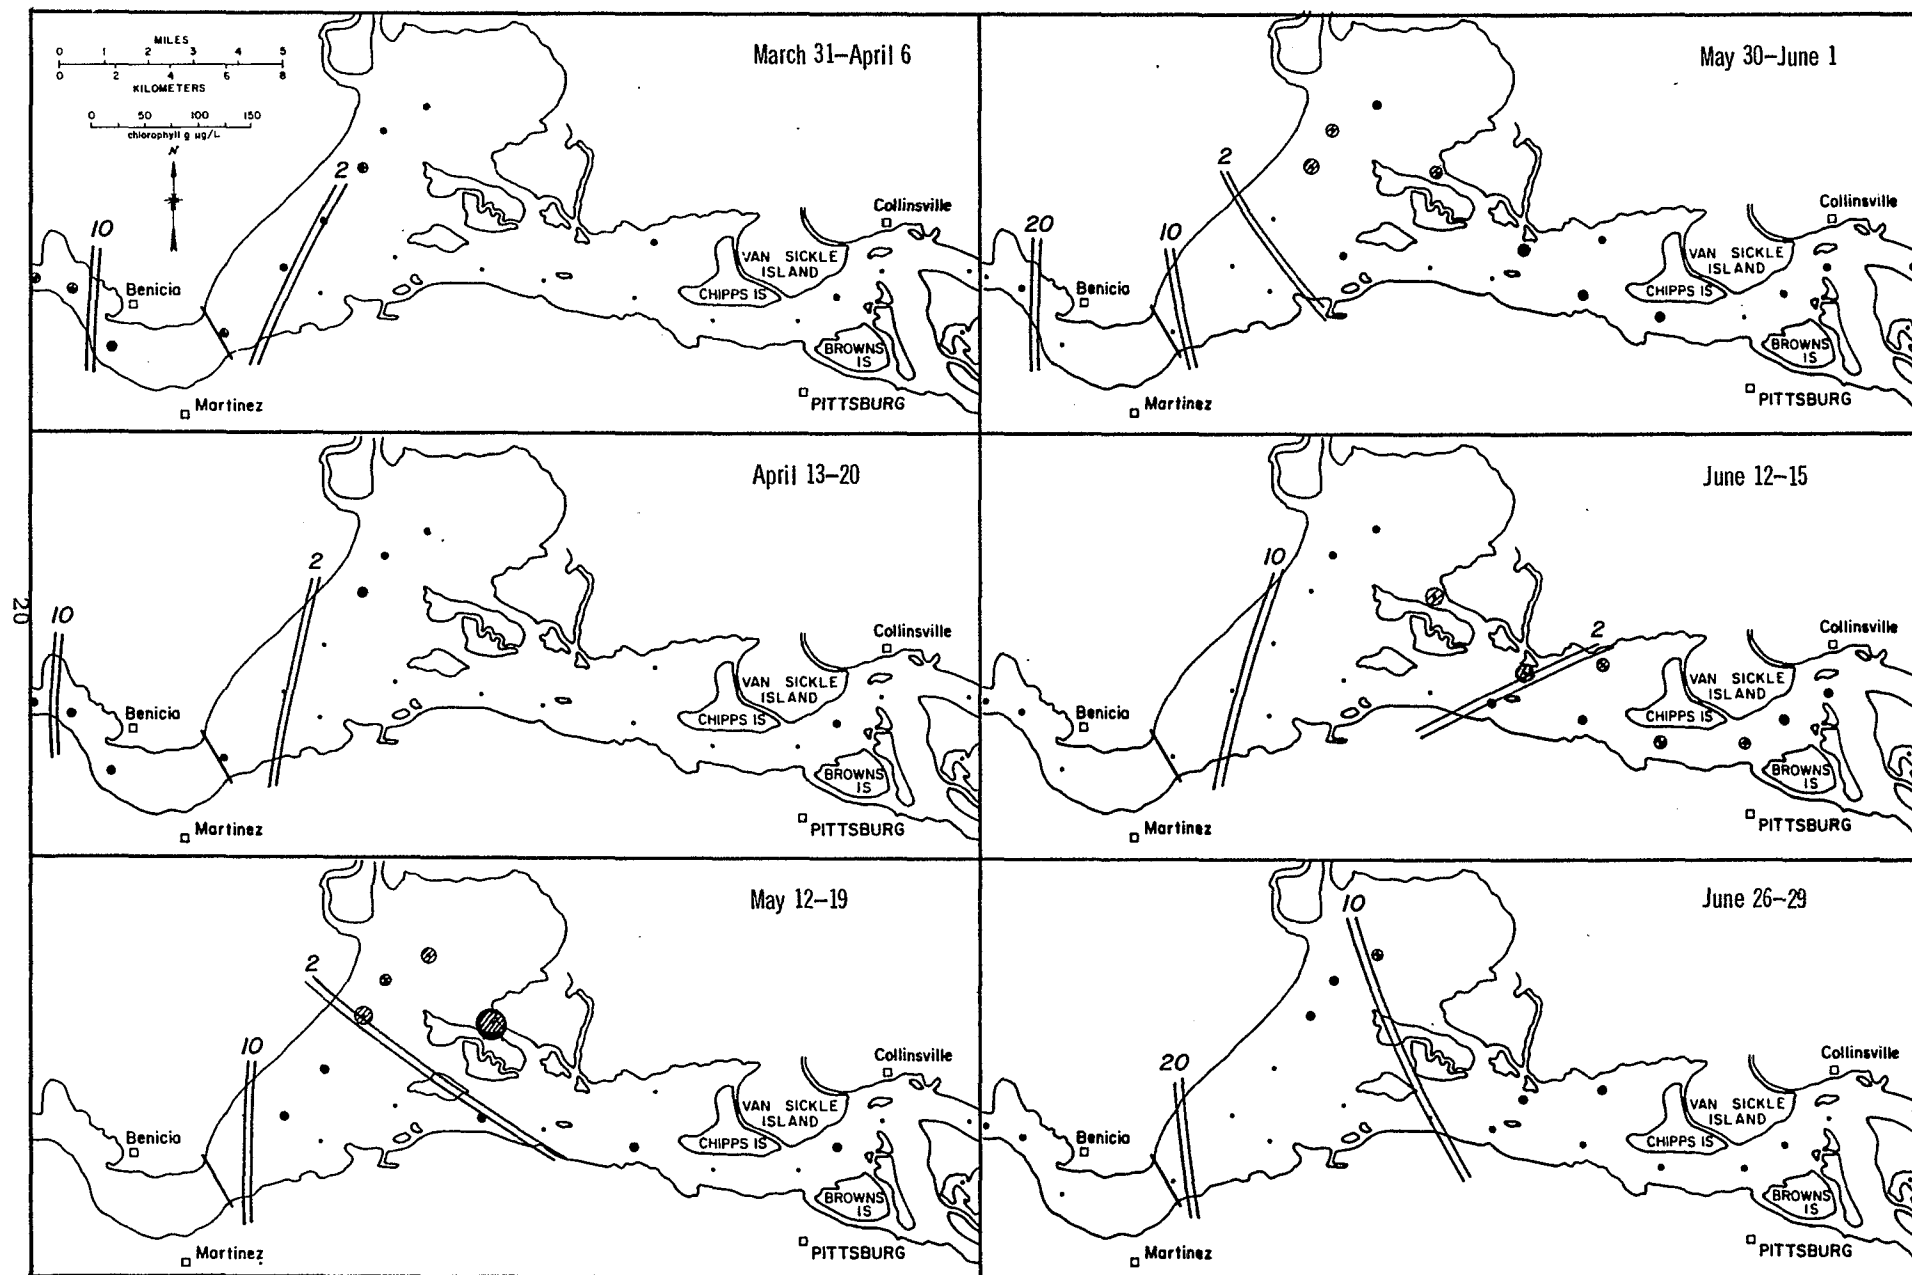 March 31–April 6
MILES
0 1 2 3 4 5
0 2 4 6 8
KILOMETERS
0 50 100 150
chlorophyll g µg/L
N
2
10
Benicia
Martinez
Collinsville
VAN SICKLE
ISLAND
CHIPPS IS
BROWNS
IS
PITTSBURG
May 30–June 1
2
20
10
Benicia
Martinez
Collinsville
VAN SICKLE
ISLAND
CHIPPS IS
BROWNS
IS
PITTSBURG
April 13–20
2
10
Benicia
Martinez
Collinsville
VAN SICKLE
ISLAND
CHIPPS IS
BROWNS
IS
PITTSBURG
June 12–15
10
2
Benicia
Martinez
Collinsville
VAN SICKLE
ISLAND
CHIPPS IS
BROWNS
IS
PITTSBURG
May 12–19
2
10
Benicia
Martinez
Collinsville
VAN SICKLE
ISLAND
CHIPPS IS
BROWNS
IS
PITTSBURG
June 26–29
10
20
Benicia
Martinez
Collinsville
VAN SICKLE
ISLAND
CHIPPS IS
BROWNS
IS
PITTSBURG
20